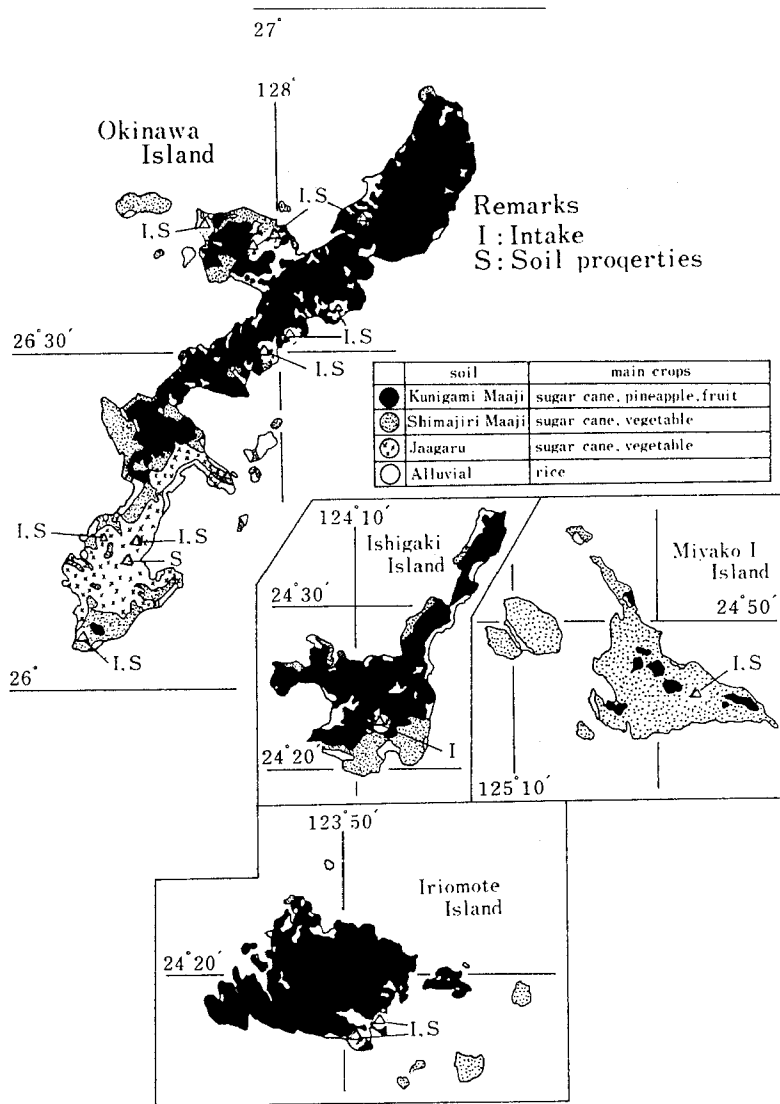 27°
128°
Okinawa
Island
I,S
I,S
Remarks
I : Intake
S : Soil proqerties
26°30′
I,S
I,S
soil main crops
Kunigami Maaji sugar cane, pineapple, fruit
Shimajiri Maaji sugar cane, vegetable
Jaagaru sugar cane, vegetable
Alluvial rice
I,S
I,S
S
I,S
26°
124°10′
Ishigaki
Island
24°30′
I
24°20′
Miyako I
Island
24°50′
I,S
125°10′
123°50′
Iriomote
Island
24°20′
I,S